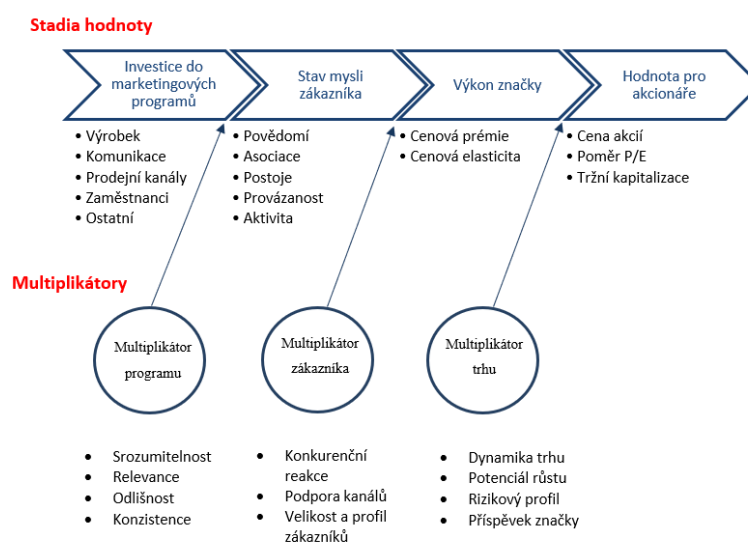 Stadia hodnoty
Investice do
marketingových
programů
Stav mysli
zákazníka
Výkon značky
Hodnota pro
akcionáře
• Výrobek
• Komunikace
• Prodejní kanály
• Zaměstnanci
• Ostatní
• Povědomí
• Asociace
• Postoje
• Provázanost
• Aktivita
• Cenová prémie
• Cenová elasticita
• Cena akcií
• Poměr P/E
• Tržní kapitalizace
Multiplikátory
Multiplikátor
programu
Multiplikátor
zákazníka
Multiplikátor
trhu
• Srozumitelnost
• Relevance
• Odlišnost
• Konzistence
• Konkurenční
reakce
• Podpora kanálů
• Velikost a profil
zákazníků
• Dynamika trhu
• Potenciál růstu
• Rizikový profil
• Příspěvek značky